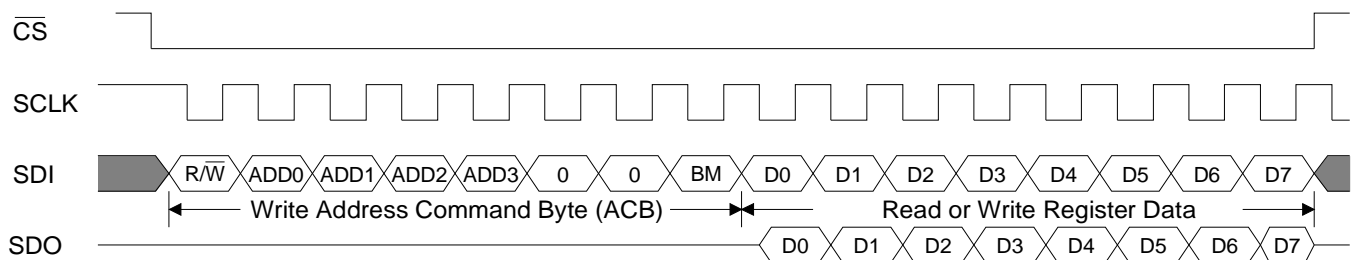 C̅S̅
SCLK
SDI R/W̅ ADD0 ADD1 ADD2 ADD3 0 0 BM D0 D1 D2 D3 D4 D5 D6 D7
Write Address Command Byte (ACB) Read or Write Register Data
SDO D0 D1 D2 D3 D4 D5 D6 D7